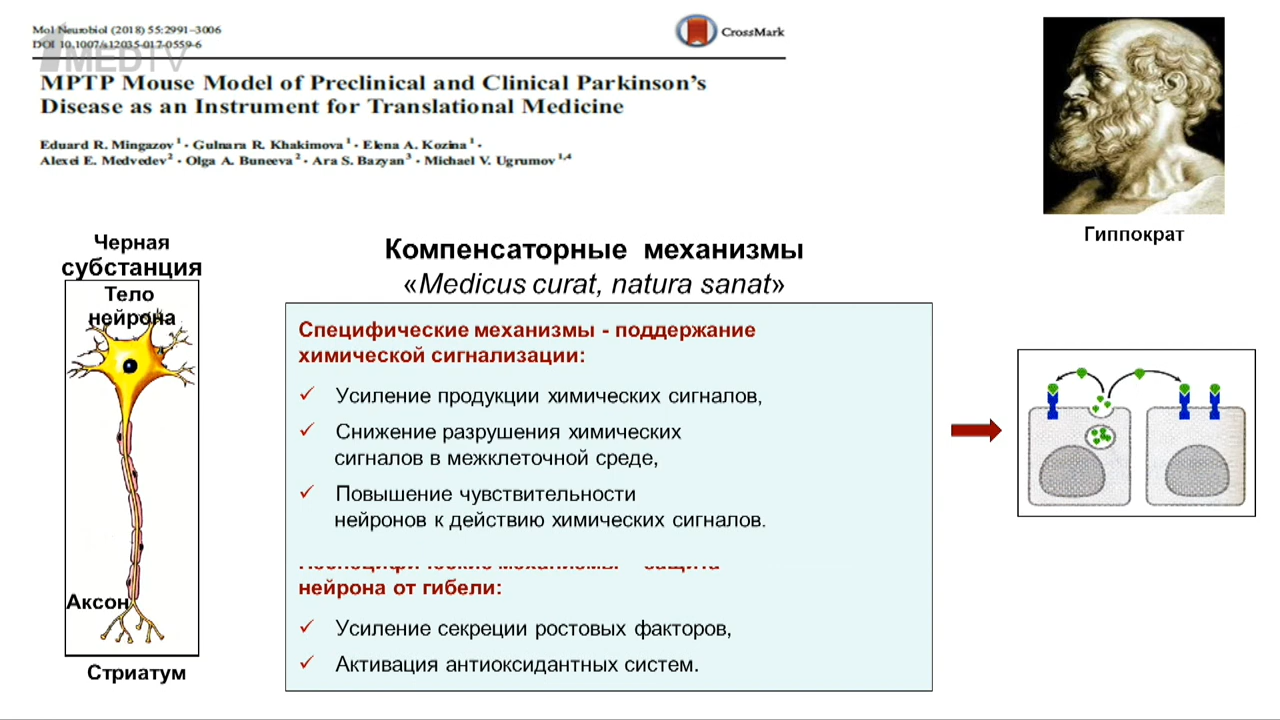 Mol Neurobiol (2018) 55:2991–3006
DOI 10.1007/s12035-017-0559-6
1MEDTV
CrossMark
MPTP Mouse Model of Preclinical and Clinical Parkinson's
Disease as an Instrument for Translational Medicine
Eduard R. Mingazov 1 · Gulnara R. Khakimova 1 · Elena A. Kozina 1 ·
Alexei E. Medvedev 2 · Olga A. Buneeva 2 · Ara S. Bazyan 3 · Michael V. Ugrumov 1,4
Гиппократ
Черная
субстанция
Тело
нейрона
Аксон
Стриатум
Компенсаторные механизмы
«Medicus curat, natura sanat»
Специфические механизмы - поддержание
химической сигнализации:
✓ Усиление продукции химических сигналов,
✓ Снижение разрушения химических
сигналов в межклеточной среде,
✓ Повышение чувствительности
нейронов к действию химических сигналов.
нейрона от гибели:
✓ Усиление секреции ростовых факторов,
✓ Активация антиоксидантных систем.